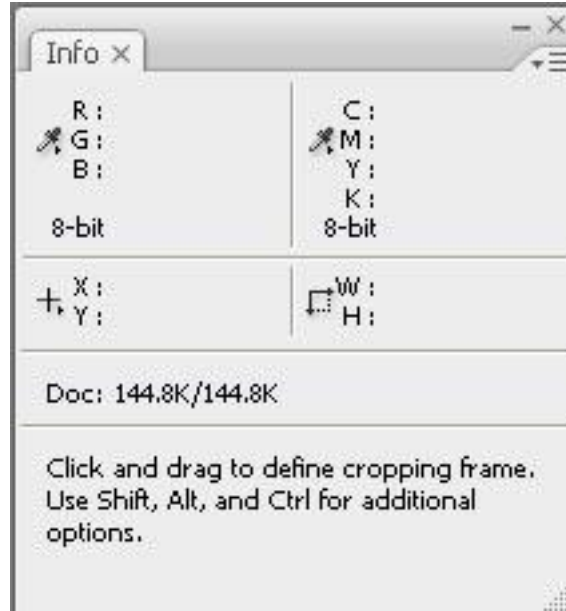 Info
R :
G :
B :
8-bit
C :
M :
Y :
K :
8-bit
X :
Y :
W :
H :
Doc: 144.8K/144.8K
Click and drag to define cropping frame.
Use Shift, Alt, and Ctrl for additional
options.